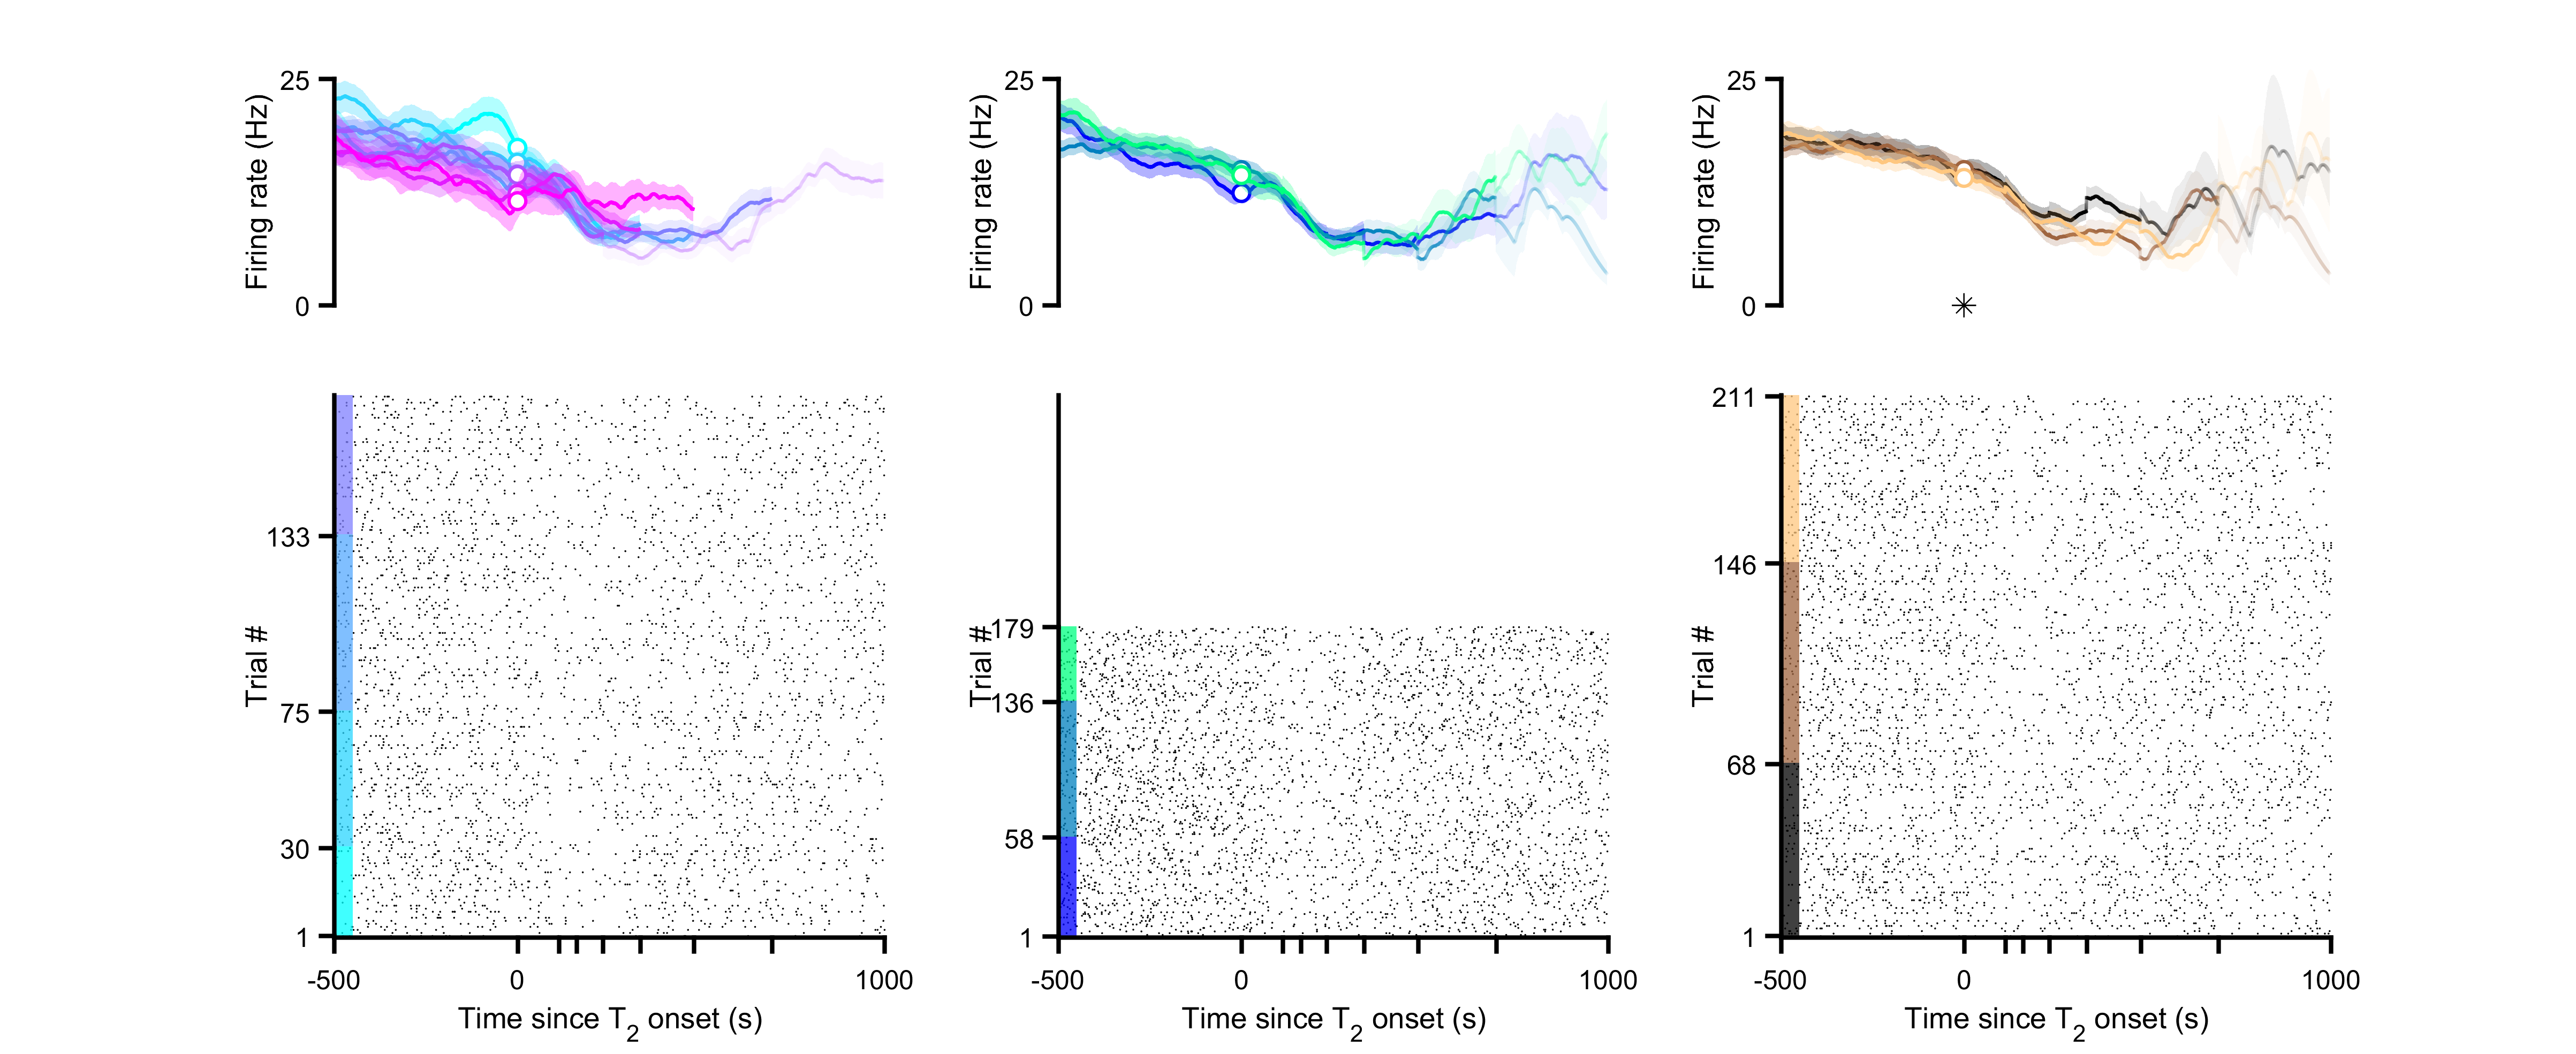 25
Firing rate (Hz)
0
25
Firing rate (Hz)
0
25
Firing rate (Hz)
0
133
75
30
1
Trial #
-500 0 1000
Time since T2 onset (s)
179
136
58
1
Trial #
-500 0 1000
Time since T2 onset (s)
211
146
68
1
Trial #
-500 0 1000
Time since T2 onset (s)